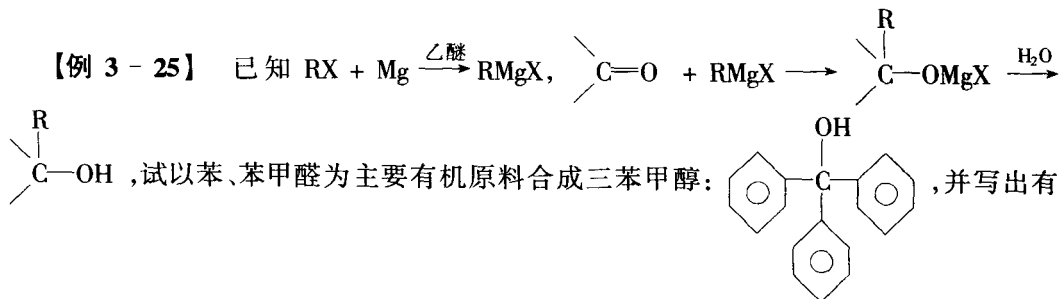 【例 3-25】 已知 RX + Mg —乙醚→ RMgX, C=O + RMgX ⟶ R C—OMgX —H₂O→
R C—OH ,试以苯、苯甲醛为主要有机原料合成三苯甲醇: OH C ,并写出有